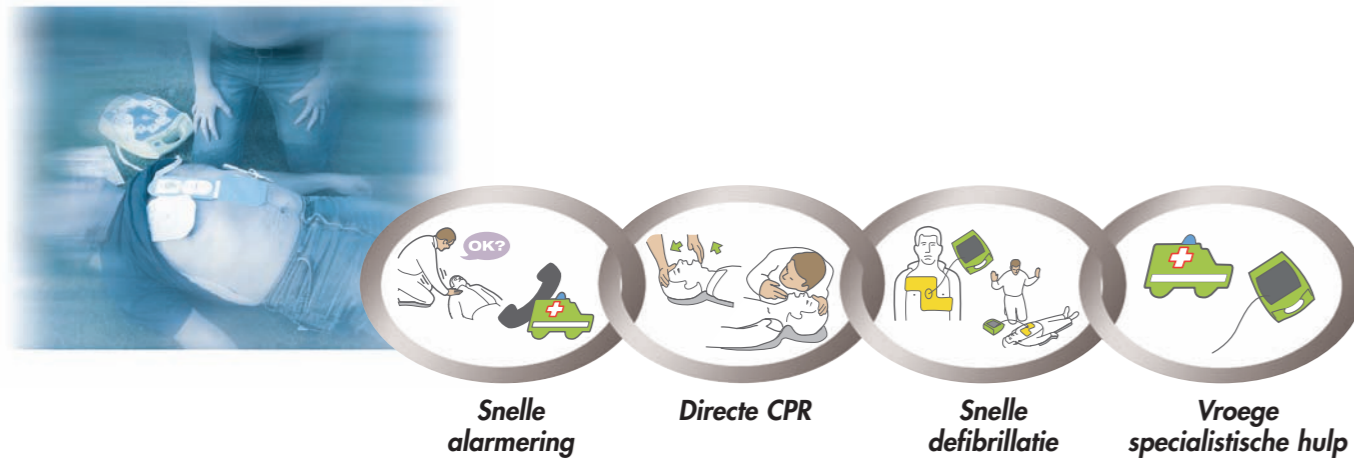 OK?
Snelle
alarmering
Directe CPR
Snelle
defibrillatie
Vroege
specialistische hulp